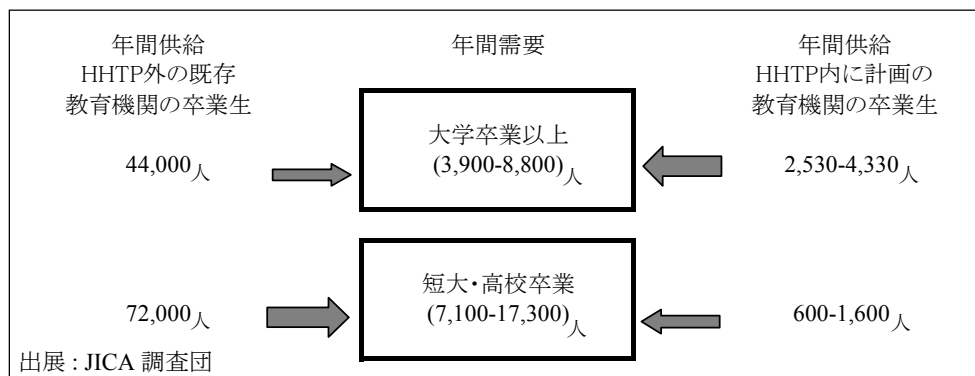 年間供給
HHTP外の既存
教育機関の卒業生
年間需要
年間供給
HHTP内に計画の
教育機関の卒業生
44,000人
大学卒業以上
(3,900-8,800)人
2,530-4,330人
72,000人
短大・高校卒業
(7,100-17,300)人
600-1,600人
出展 : JICA 調査団